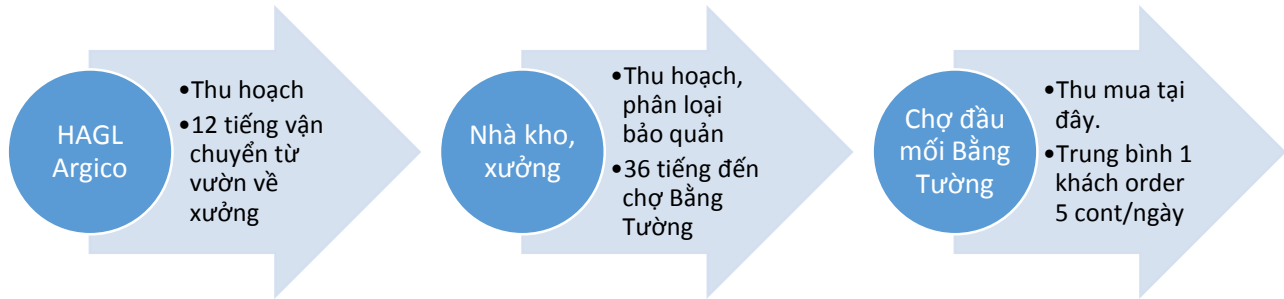 HAGL
Argico
•Thu hoạch
•12 tiếng vận
chuyển từ
vườn về
xưởng
Nhà kho,
xưởng
•Thu hoạch,
phân loại
bảo quản
•36 tiếng đến
chợ Bằng
Tường
Chợ đầu
mối Bằng
Tường
•Thu mua tại
đây.
•Trung bình 1
khách order
5 cont/ngày